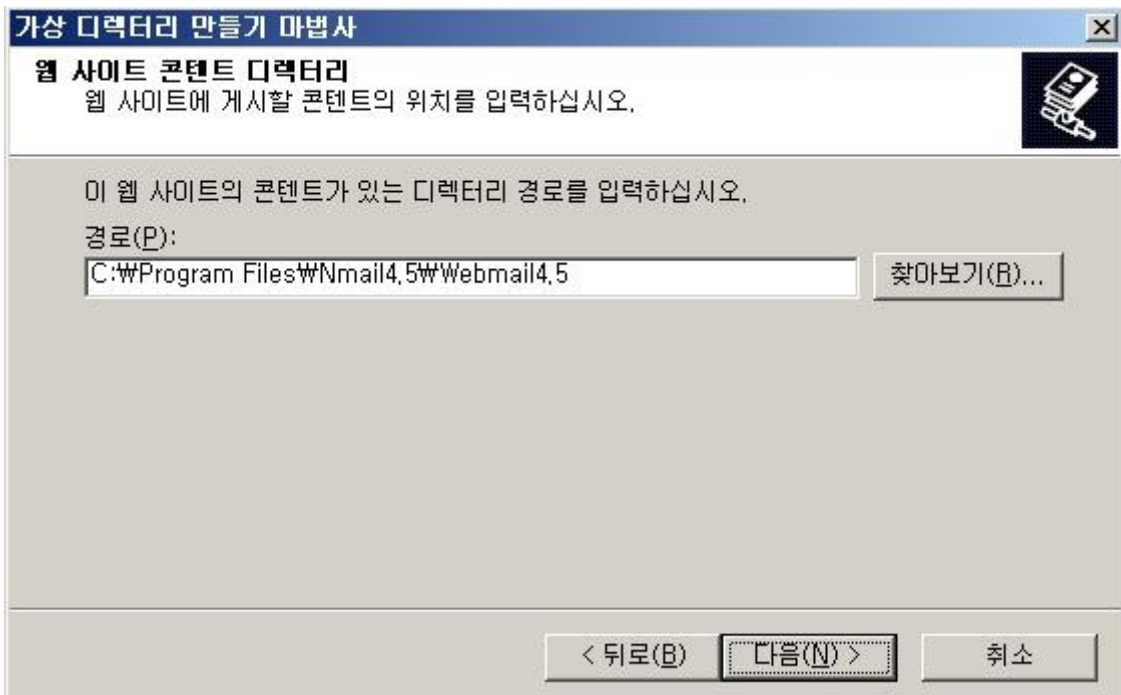 가상 디렉터리 만들기 마법사
웹 사이트 콘텐트 디렉터리
웹 사이트에 게시할 콘텐트의 위치를 입력하십시오.
이 웹 사이트의 콘텐트가 있는 디렉터리 경로를 입력하십시오.
경로(P):
C:₩Program Files₩Nmail4.5₩Webmail4.5
찾아보기(R)...
< 뒤로(B) 다음(N) > 취소